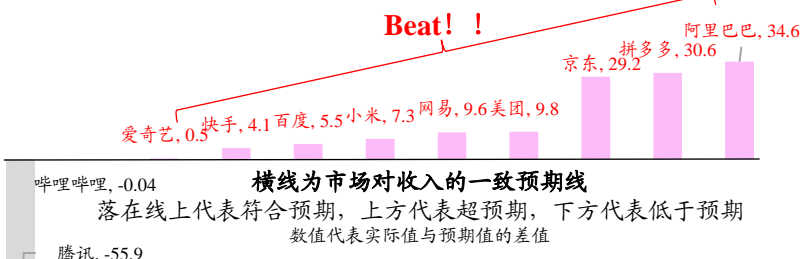 Beat！！
阿里巴巴, 34.6
拼多多, 30.6
京东, 29.2
美团, 9.8
网易, 9.6
小米, 7.3
百度, 5.5
快手, 4.1
爱奇艺, 0.5
哔哩哔哩, -0.04
横线为市场对收入的一致预期线
落在线上代表符合预期，上方代表超预期，下方代表低于预期
数值代表实际值与预期值的差值
腾讯, -55.9